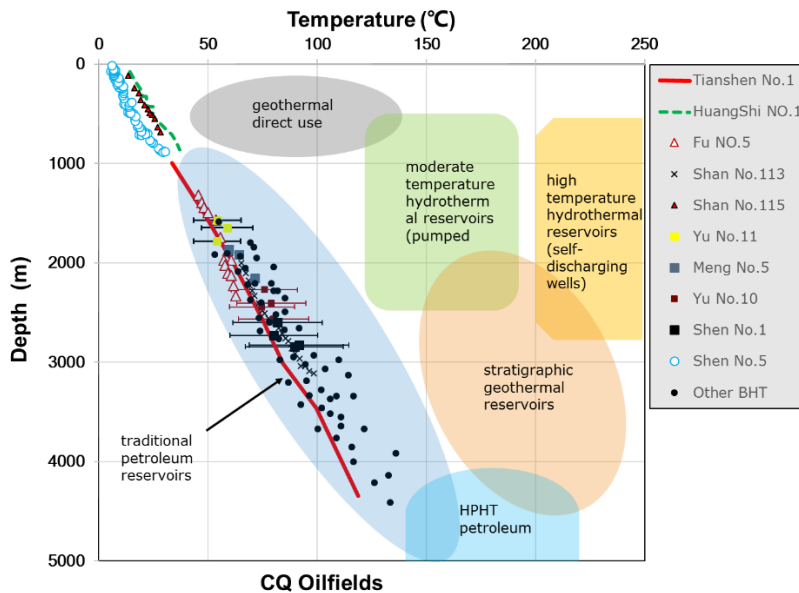 Temperature (℃)
0
50
100
150
200
250
0
1000
2000
3000
4000
5000
Depth (m)
geothermal
direct use
moderate
temperature
hydrotherm
al reservoirs
(pumped
high
temperature
hydrothermal
reservoirs
(self-
discharging
wells)
stratigraphic
geothermal
reservoirs
traditional
petroleum
reservoirs
HPHT
petroleum
CQ Oilfields
Tianshen No.1
HuangShi NO.1
Fu NO.5
Shan No.113
Shan No.115
Yu No.11
Meng No.5
Yu No.10
Shen No.1
Shen No.5
Other BHT